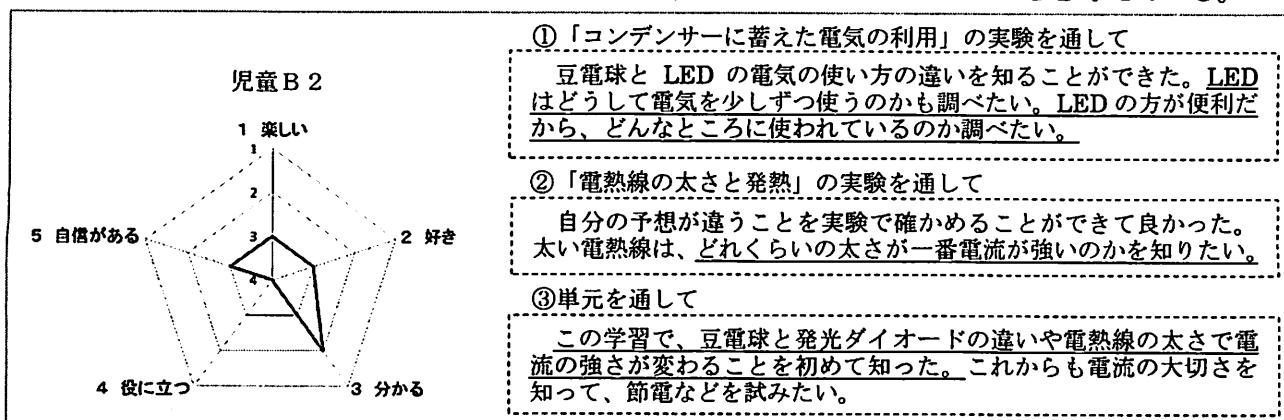 児童B2
1 楽しい
1
2
3
4
5 自信がある
2 好き
4 役に立つ
3 分かる
①「コンデンサーに蓄えた電気の利用」の実験を通して
豆電球と LED の電気の使い方の違いを知ることができた。LED
はどうして電気を少しずつ使うのかも調べたい。LED の方が便利だ
から、どんなところに使われているのか調べたい。
②「電熱線の太さと発熱」の実験を通して
自分の予想が違うことを実験で確かめることができて良かった。
太い電熱線は、どれくらいの太さが一番電流が強いのかを知りたい。
③単元を通して
この学習で、豆電球と発光ダイオードの違いや電熱線の太さで電
流の強さが変わることを初めて知った。これからも電流の大切さを
知って、節電などを試みたい。